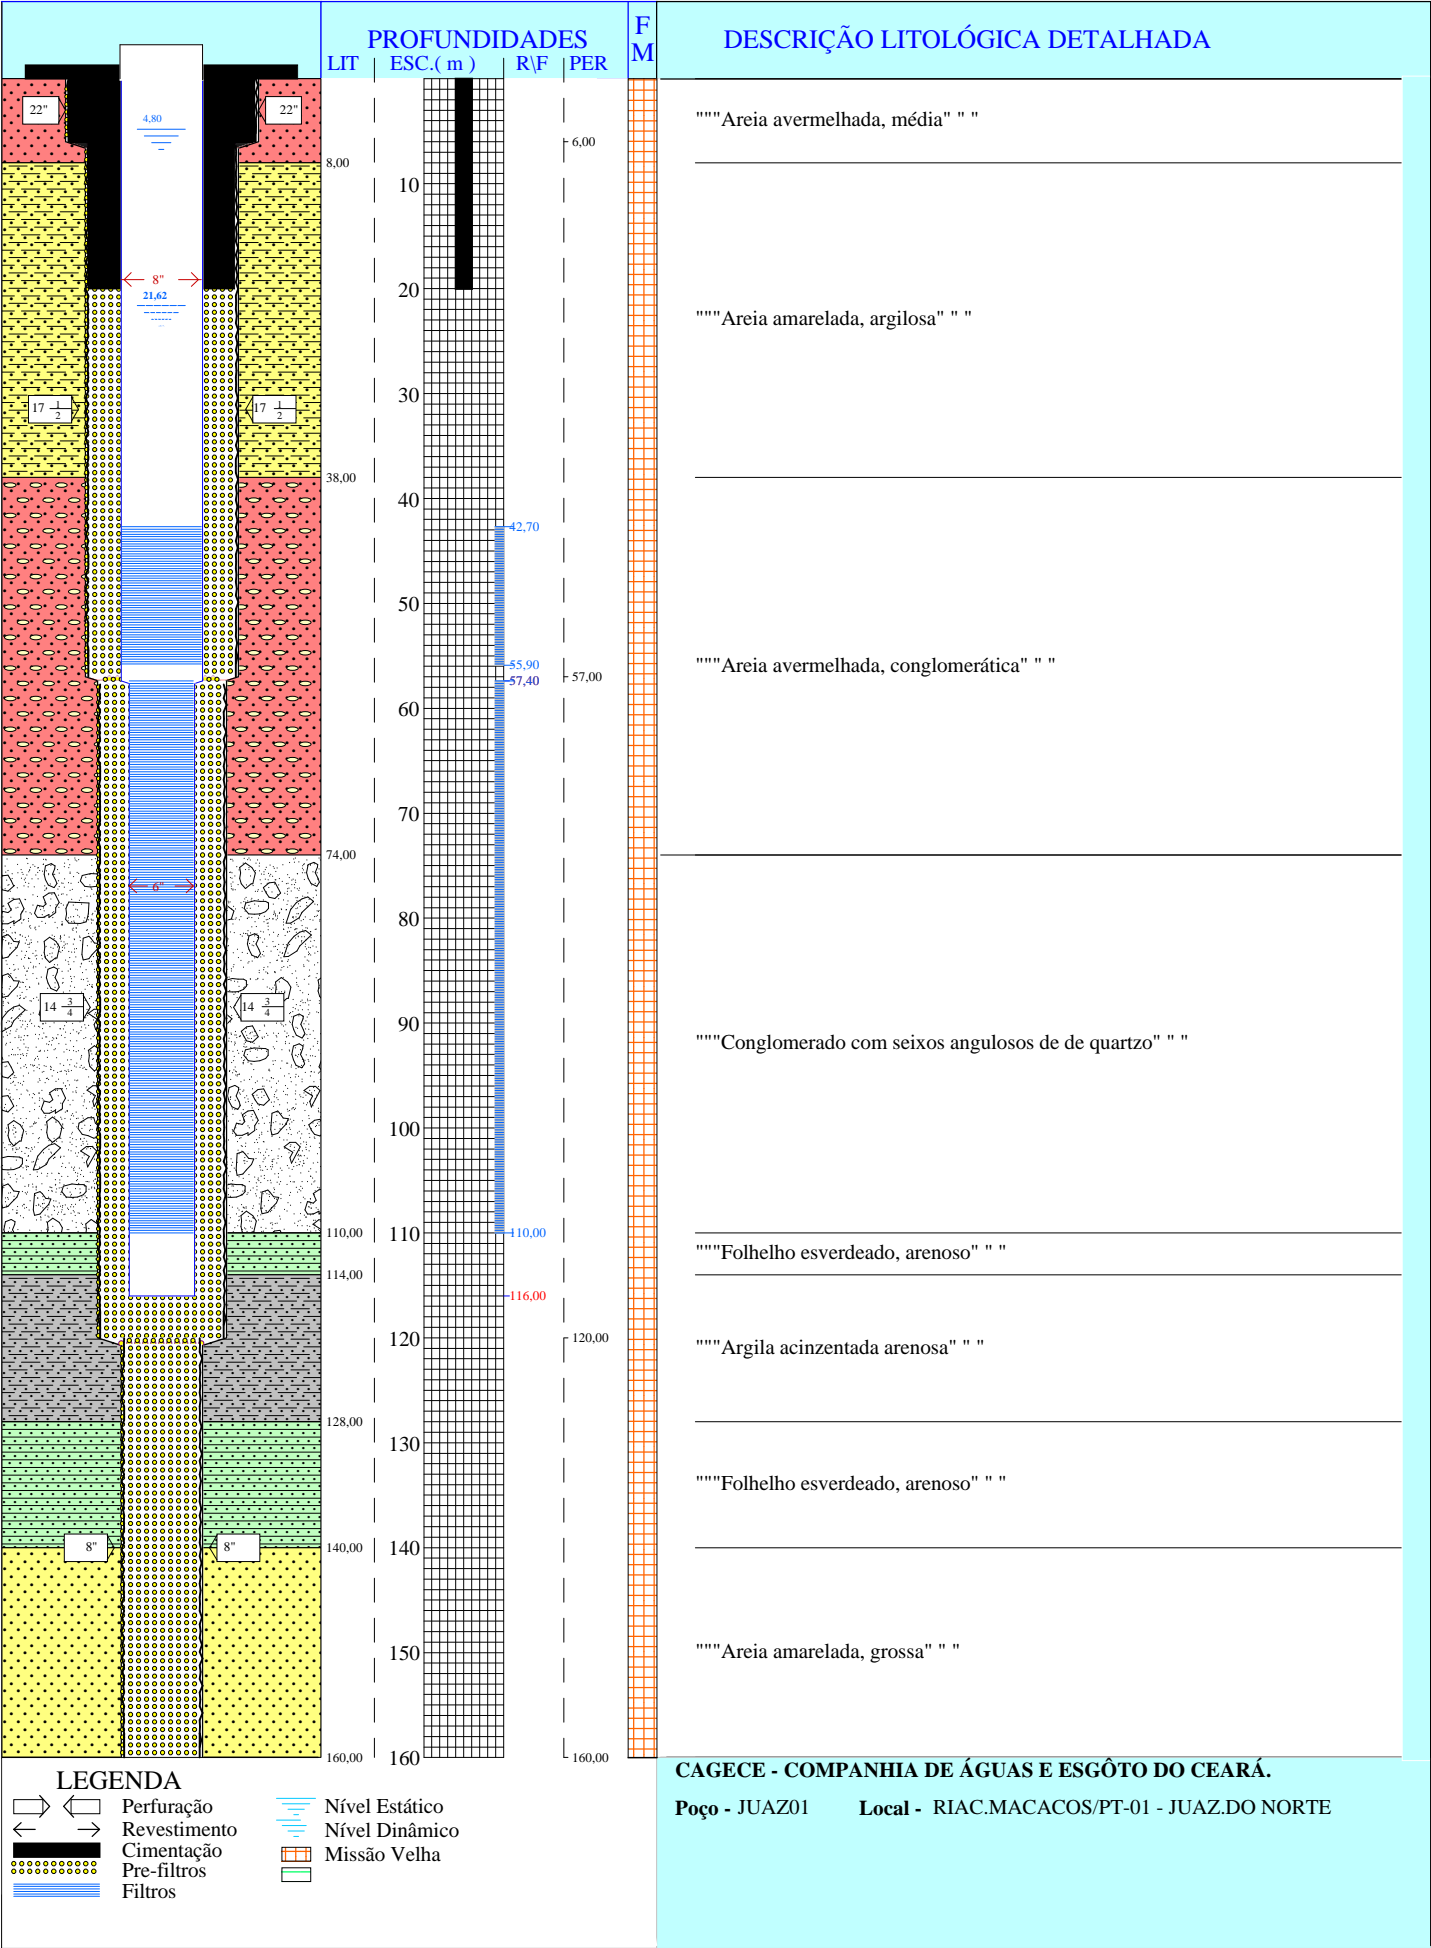 PROFUNDIDADES
LIT ESC.( m ) R\F PER
F
M
DESCRIÇÃO LITOLÓGICA DETALHADA
22" 22"
4,80
6,00
"""Areia avermelhada, média" " "
8,00
10
8"
20
21,62
"""Areia amarelada, argilosa" " "
30
17 1/2 17 1/2
38,00
40
42,70
50
55,90
57,00
57,40
"""Areia avermelhada, conglomerática" " "
60
70
74,00
6"
80
14 3/4 14 3/4
90
"""Conglomerado com seixos angulosos de de quartzo" " "
100
110,00 110 110,00
"""Folhelho esverdeado, arenoso" " "
114,00
116,00
120 120,00
"""Argila acinzentada arenosa" " "
128,00
130
"""Folhelho esverdeado, arenoso" " "
8" 8"
140,00 140
150
"""Areia amarelada, grossa" " "
160,00 160 160,00
LEGENDA
Perfuração
Revestimento
Cimentação
Pre-filtros
Filtros
Nível Estático
Nível Dinâmico
Missão Velha
CAGECE - COMPANHIA DE ÁGUAS E ESGÔTO DO CEARÁ.
Poço - JUAZ01 Local - RIAC.MACACOS/PT-01 - JUAZ.DO NORTE